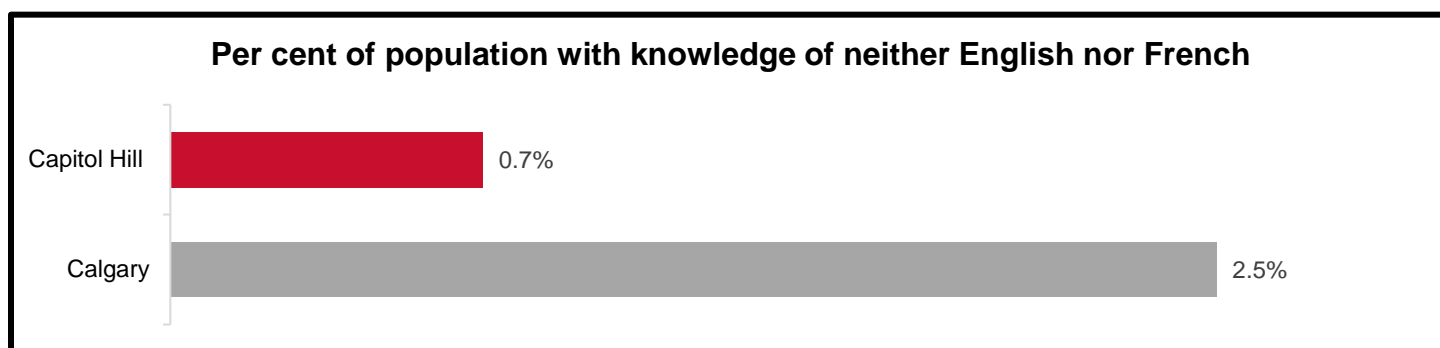 Per cent of population with knowledge of neither English nor French
Capitol Hill
0.7%
Calgary
2.5%